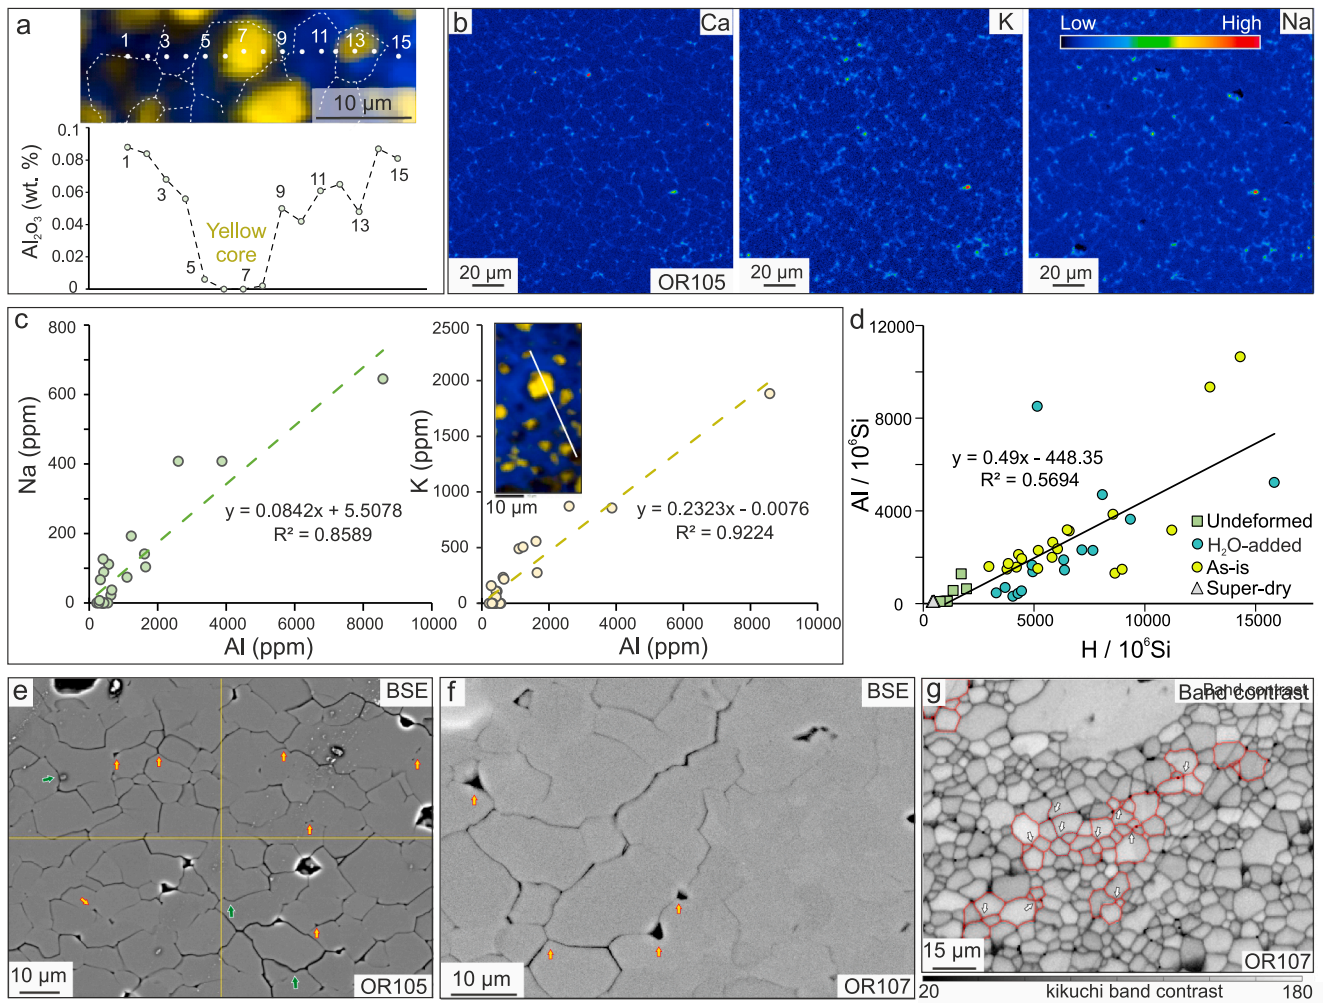 a
1 3 5 7 9 11 13 15
10 µm
0.1
0.08
0.06
0.04
0.02
0
Al₂O₃ (wt. %)
1
3
5
7
9
11
13
15
Yellow
core
b
Ca
K
Na
Low High
20 µm
OR105
20 µm
20 µm
c
800
600
400
200
0
Na (ppm)
y = 0.0842x + 5.5078
R² = 0.8589
0 2000 4000 6000 8000 10000
Al (ppm)
2500
2000
1500
1000
500
0
K (ppm)
10 µm
y = 0.2323x - 0.0076
R² = 0.9224
0 2000 4000 6000 8000 10000
Al (ppm)
d
12000
8000
4000
0
Al / 10⁶Si
y = 0.49x - 448.35
R² = 0.5694
Undeformed
H₂O-added
As-is
Super-dry
0 5000 10000 15000
H / 10⁶Si
e
BSE
10 µm
OR105
f
BSE
10 µm
OR107
g
Band contrast
Band contrast
15 µm
OR107
20 kikuchi band contrast 180